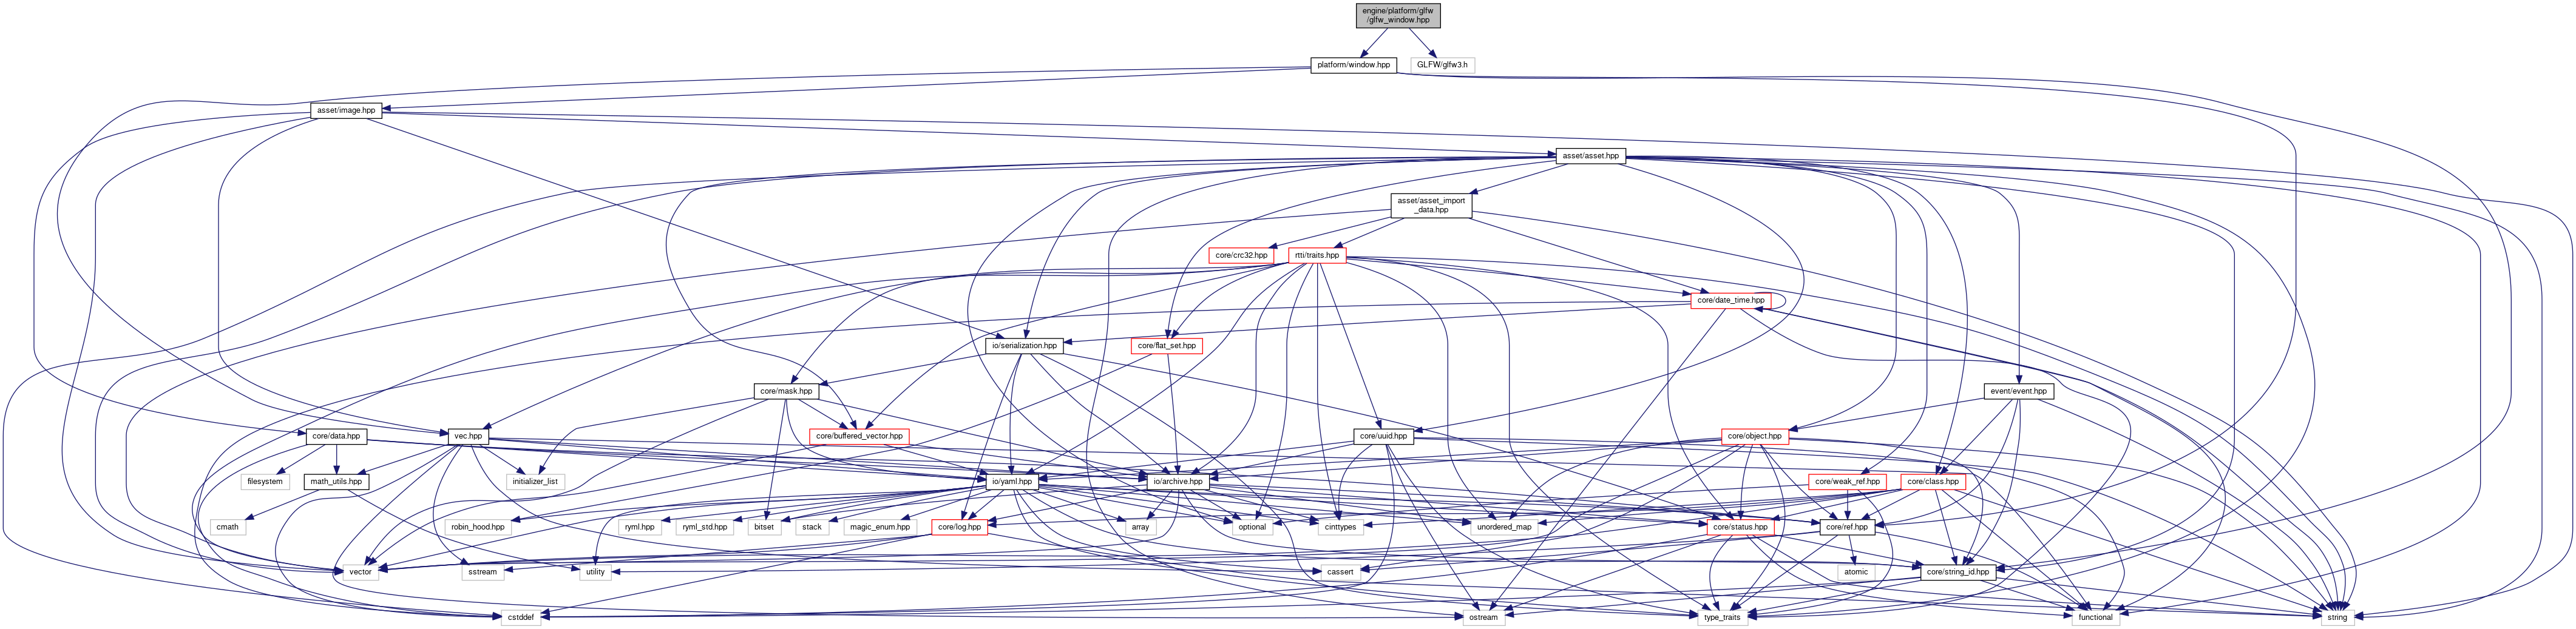 engine/platform/glfw
/glfw_window.hpp
platform/window.hpp
GLFW/glfw3.h
asset/image.hpp
asset/asset.hpp
asset/asset_import
_data.hpp
core/crc32.hpp
rtti/traits.hpp
core/date_time.hpp
io/serialization.hpp
core/flat_set.hpp
core/mask.hpp
event/event.hpp
core/data.hpp
vec.hpp
core/buffered_vector.hpp
core/uuid.hpp
core/object.hpp
filesystem
math_utils.hpp
initializer_list
io/yaml.hpp
io/archive.hpp
core/weak_ref.hpp
core/class.hpp
cmath
robin_hood.hpp
ryml.hpp
ryml_std.hpp
bitset
stack
magic_enum.hpp
core/log.hpp
array
optional
cinttypes
unordered_map
core/status.hpp
core/ref.hpp
vector
sstream
utility
cassert
atomic
core/string_id.hpp
cstddef
ostream
type_traits
functional
string